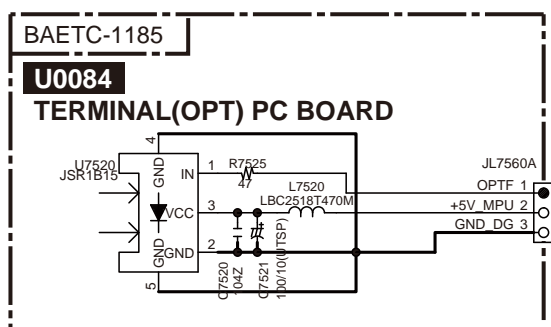 BAETC-1185
U0084
TERMINAL(OPT) PC BOARD
4
U7520
JSR1B15
GND
1
IN
R7525
47
JL7560A
OPTF 1
L7520
LBC2518T470M
VCC
3
+5V_MPU 2
GND_DG 3
GND
2
GND
5
C7520
104Z
C7521
100/10(UTSP)